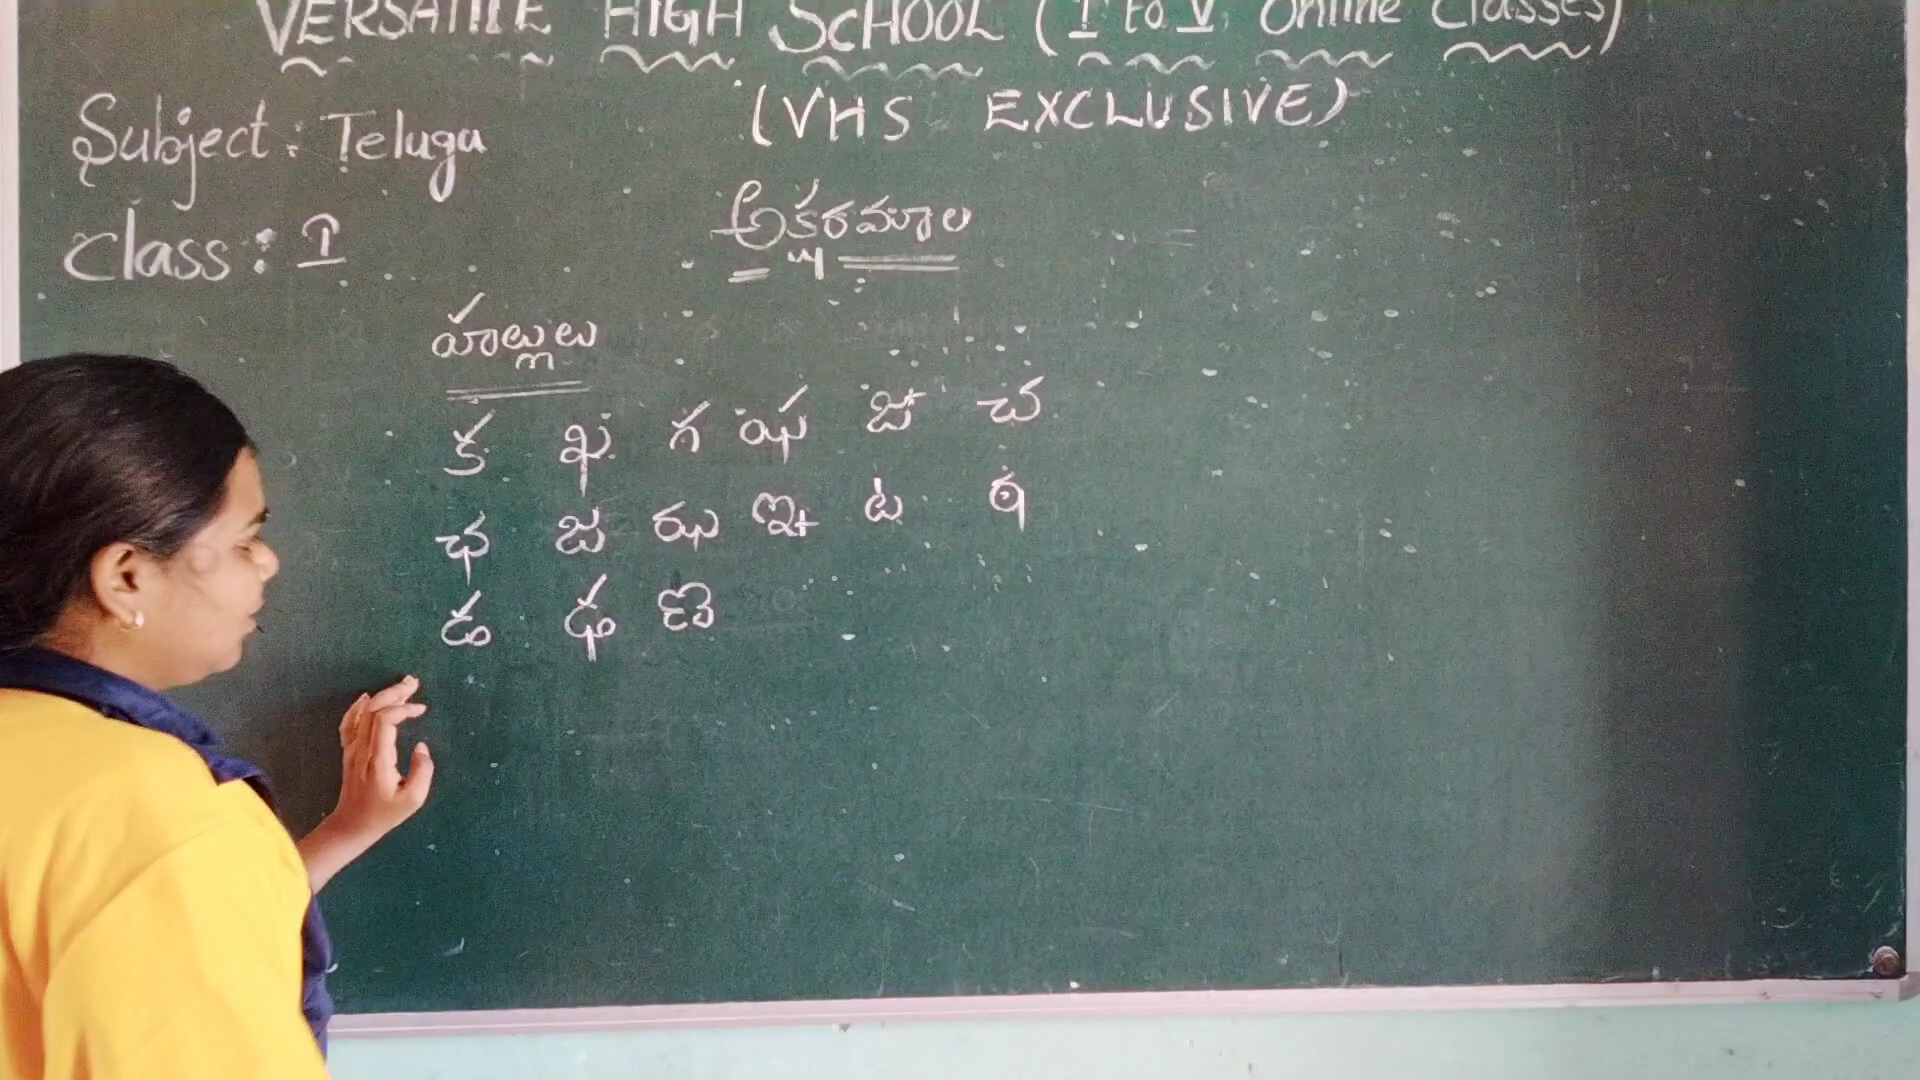 VERSATILE HIGH SCHOOL (I to V Online Classes)
(VHS EXCLUSIVE)
Subject : Telugu
Class : I
అక్షరమాల
హల్లులు
క ఖ గ ఘ ఙ చ
ఛ జ ఝ ఞ ట ఠ
డ ఢ ణ